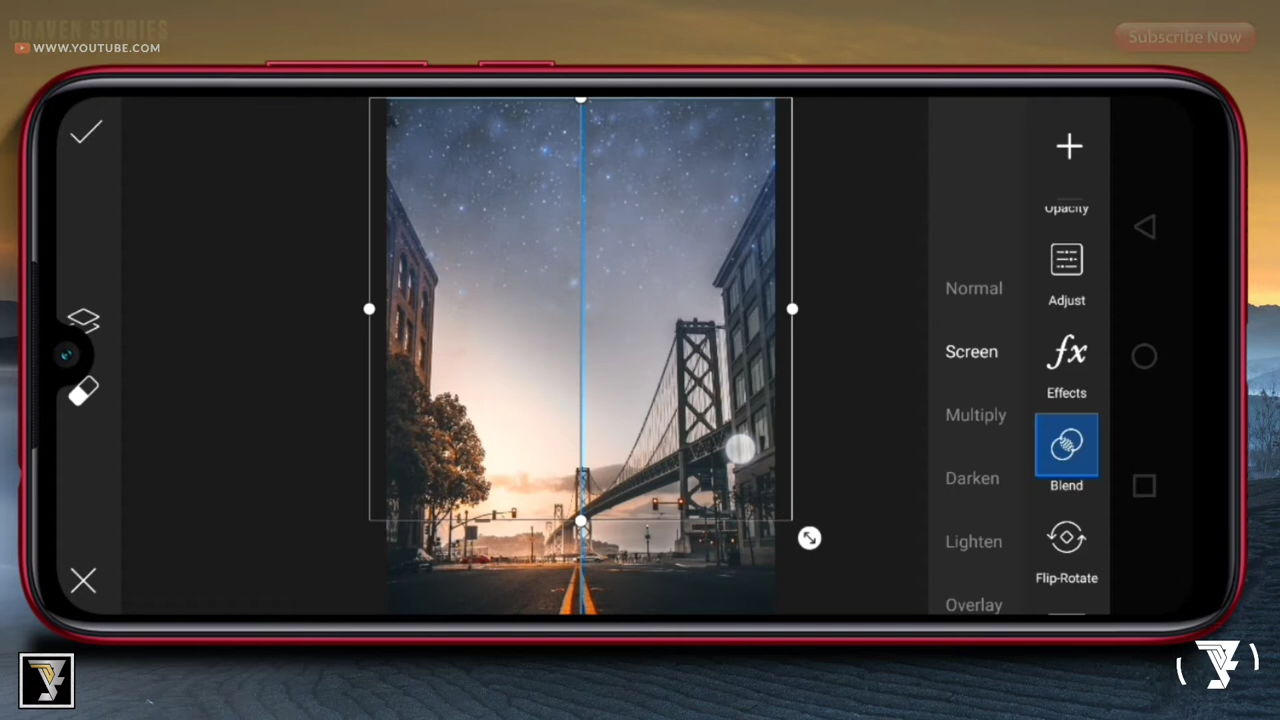 DRAVEN STORIES
WWW.YOUTUBE.COM
Subscribe Now
Opacity
Adjust
Normal
Screen
Effects
Multiply
Darken
Blend
Lighten
Flip-Rotate
Overlay